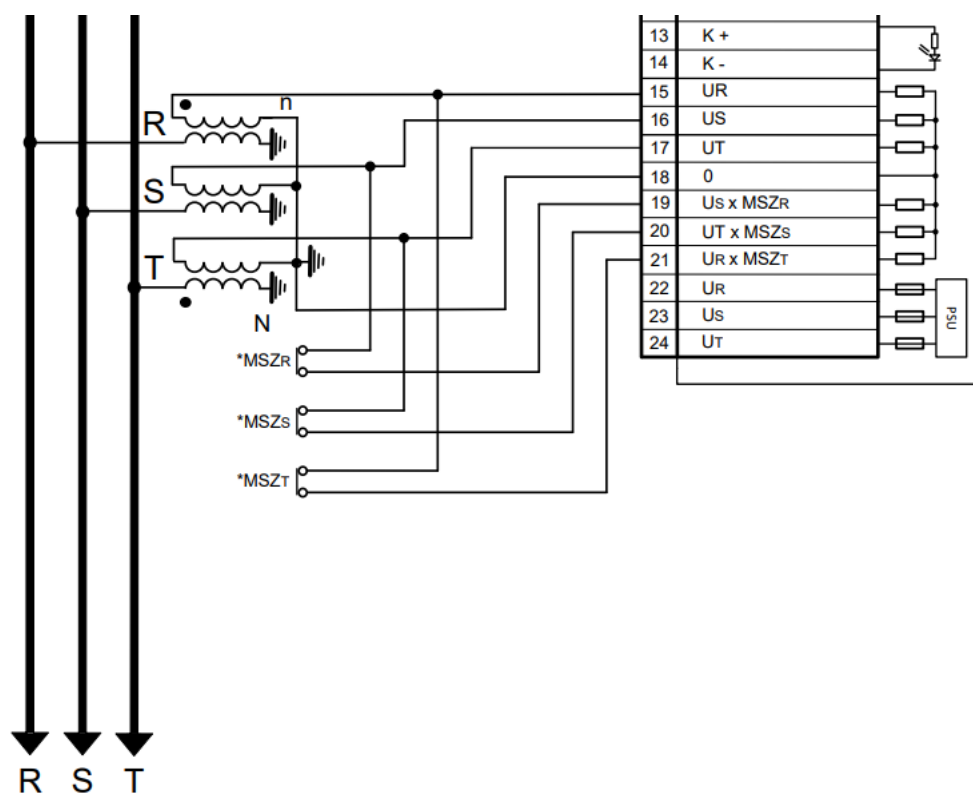 13 K +
14 K -
15 UR
16 US
17 UT
18 0
19 Us x MSZR
20 UT x MSZs
21 UR x MSZT
22 UR
23 Us
24 UT
PSU
n
R
S
T
N
*MSZR
*MSZs
*MSZT
R S T